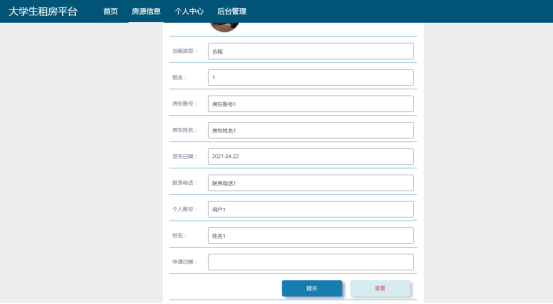 大学生租房平台 首页 房源信息 个人中心 后台管理
出租类型： 合租
租金： 1
房东账号： 房东账号1
房东姓名： 房东姓名1
发布日期： 2021-04-22
联系电话： 联系电话1
个人账号： 用户1
姓名： 姓名1
申请日期：
提交 重置